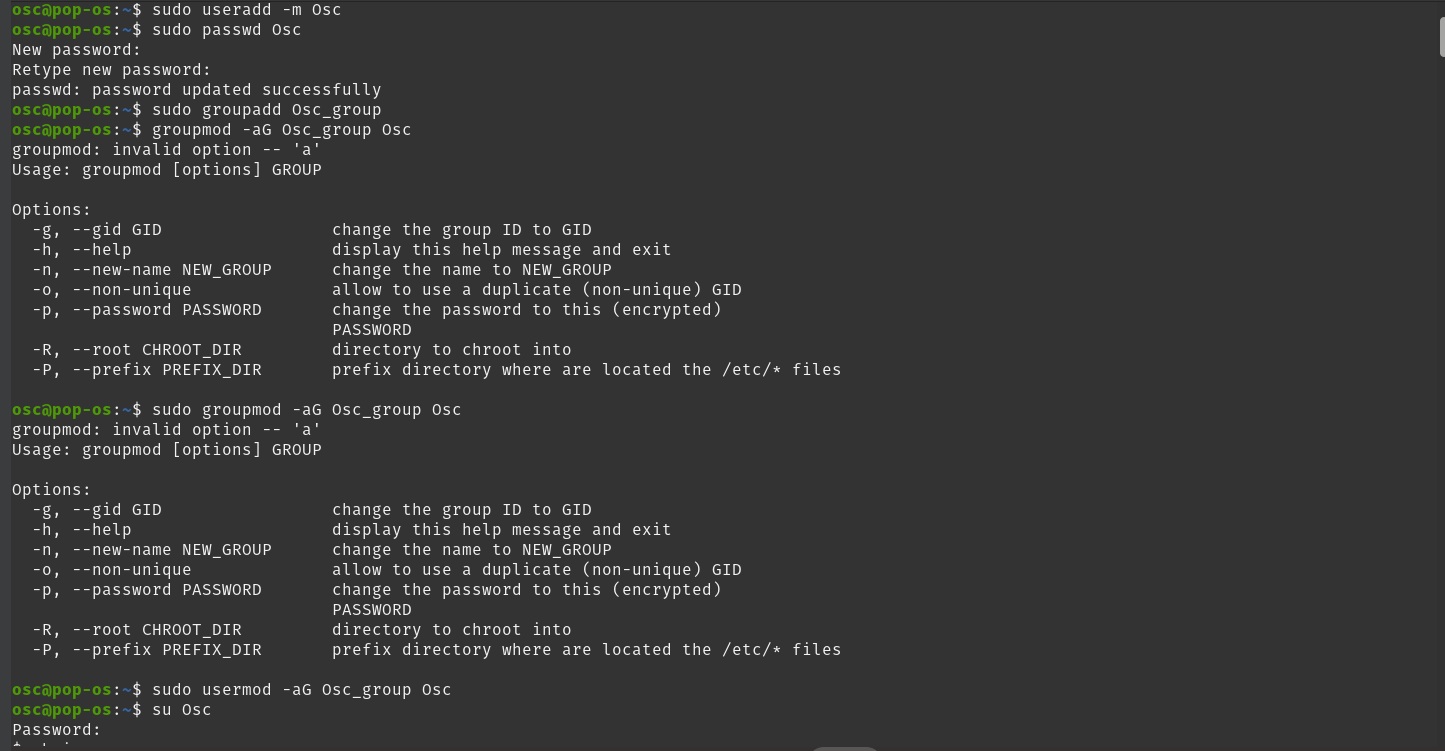 osc@pop-os:~$ sudo useradd -m Osc
osc@pop-os:~$ sudo passwd Osc
New password:
Retype new password:
passwd: password updated successfully
osc@pop-os:~$ sudo groupadd Osc_group
osc@pop-os:~$ groupmod -aG Osc_group Osc
groupmod: invalid option -- 'a'
Usage: groupmod [options] GROUP

Options:
  -g, --gid GID                 change the group ID to GID
  -h, --help                    display this help message and exit
  -n, --new-name NEW_GROUP      change the name to NEW_GROUP
  -o, --non-unique              allow to use a duplicate (non-unique) GID
  -p, --password PASSWORD       change the password to this (encrypted)
                                PASSWORD
  -R, --root CHROOT_DIR         directory to chroot into
  -P, --prefix PREFIX_DIR       prefix directory where are located the /etc/* files

osc@pop-os:~$ sudo groupmod -aG Osc_group Osc
groupmod: invalid option -- 'a'
Usage: groupmod [options] GROUP

Options:
  -g, --gid GID                 change the group ID to GID
  -h, --help                    display this help message and exit
  -n, --new-name NEW_GROUP      change the name to NEW_GROUP
  -o, --non-unique              allow to use a duplicate (non-unique) GID
  -p, --password PASSWORD       change the password to this (encrypted)
                                PASSWORD
  -R, --root CHROOT_DIR         directory to chroot into
  -P, --prefix PREFIX_DIR       prefix directory where are located the /etc/* files

osc@pop-os:~$ sudo usermod -aG Osc_group Osc
osc@pop-os:~$ su Osc
Password: